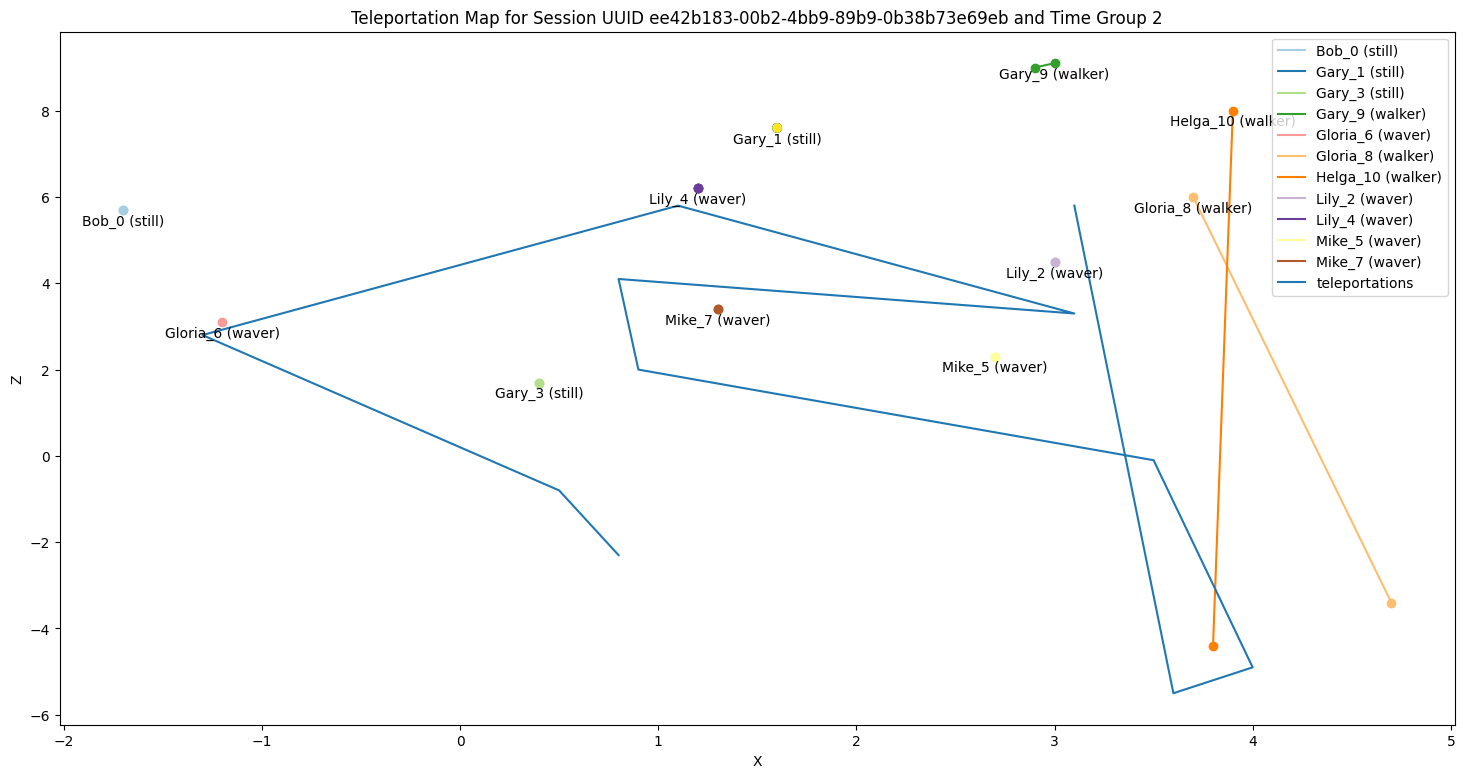 Teleportation Map for Session UUID ee42b183-00b2-4bb9-89b9-0b38b73e69eb and Time Group 2
Z
8
6
4
2
0
−2
−4
−6
Gary_9 (walker)
Helga_10 (walker)
Gary_1 (still)
Lily_4 (waver)
Gloria_8 (walker)
Bob_0 (still)
Lily_2 (waver)
Mike_7 (waver)
Gloria_6 (waver)
Mike_5 (waver)
Gary_3 (still)
Bob_0 (still)
Gary_1 (still)
Gary_3 (still)
Gary_9 (walker)
Gloria_6 (waver)
Gloria_8 (walker)
Helga_10 (walker)
Lily_2 (waver)
Lily_4 (waver)
Mike_5 (waver)
Mike_7 (waver)
teleportations
−2 −1 0 1 2 3 4 5
X